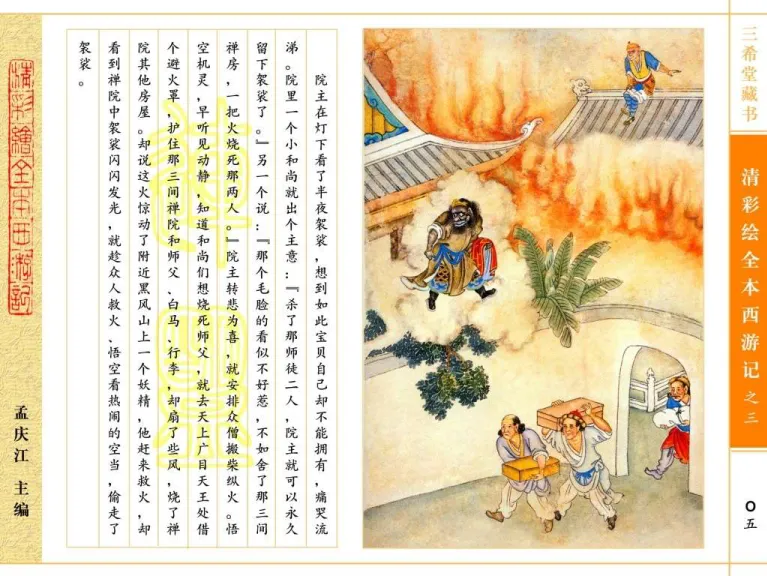 三希堂藏书
清彩绘全本西游记之三
〇五
院主在灯下看了半夜袈裟，想到如此宝贝自己却不能拥有，痛哭流
涕。院里一个小和尚就出个主意：『杀了那师徒二人，院主就可以永久
留下袈裟了。』另一个说：『那个毛脸的看似不好惹，不如舍了那三间
禅房，一把火烧死那两人。』院主转悲为喜，就安排众僧搬柴纵火。悟
空机灵，早听见动静，知道和尚们想烧死师父，就去天上广目天王处借
个避火罩，护住那三间禅院和师父、白马、行李，却扇了些风，烧了禅
院其他房屋。却说这火惊动了附近黑风山上一个妖精，他赶来救火，却
看到禅院中袈裟闪闪发光，就趁众人救火、悟空看热闹的空当，偷走了
袈裟。
清彩繪全本西游記
孟庆江 主编